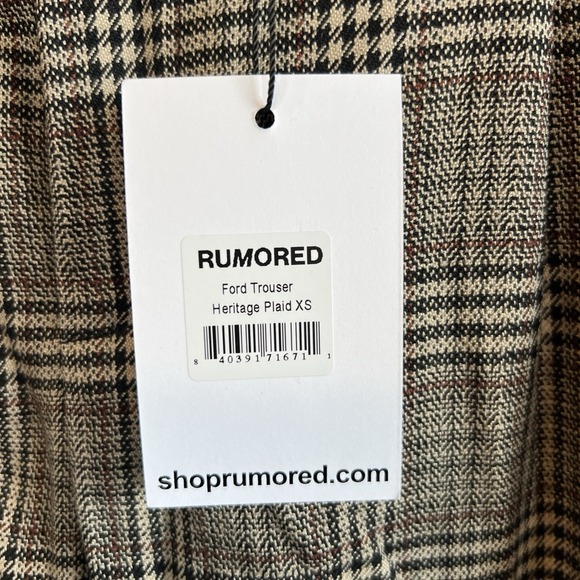 RUMORED
Ford Trouser
Heritage Plaid XS
8 40391 71671 1
shoprumored.com